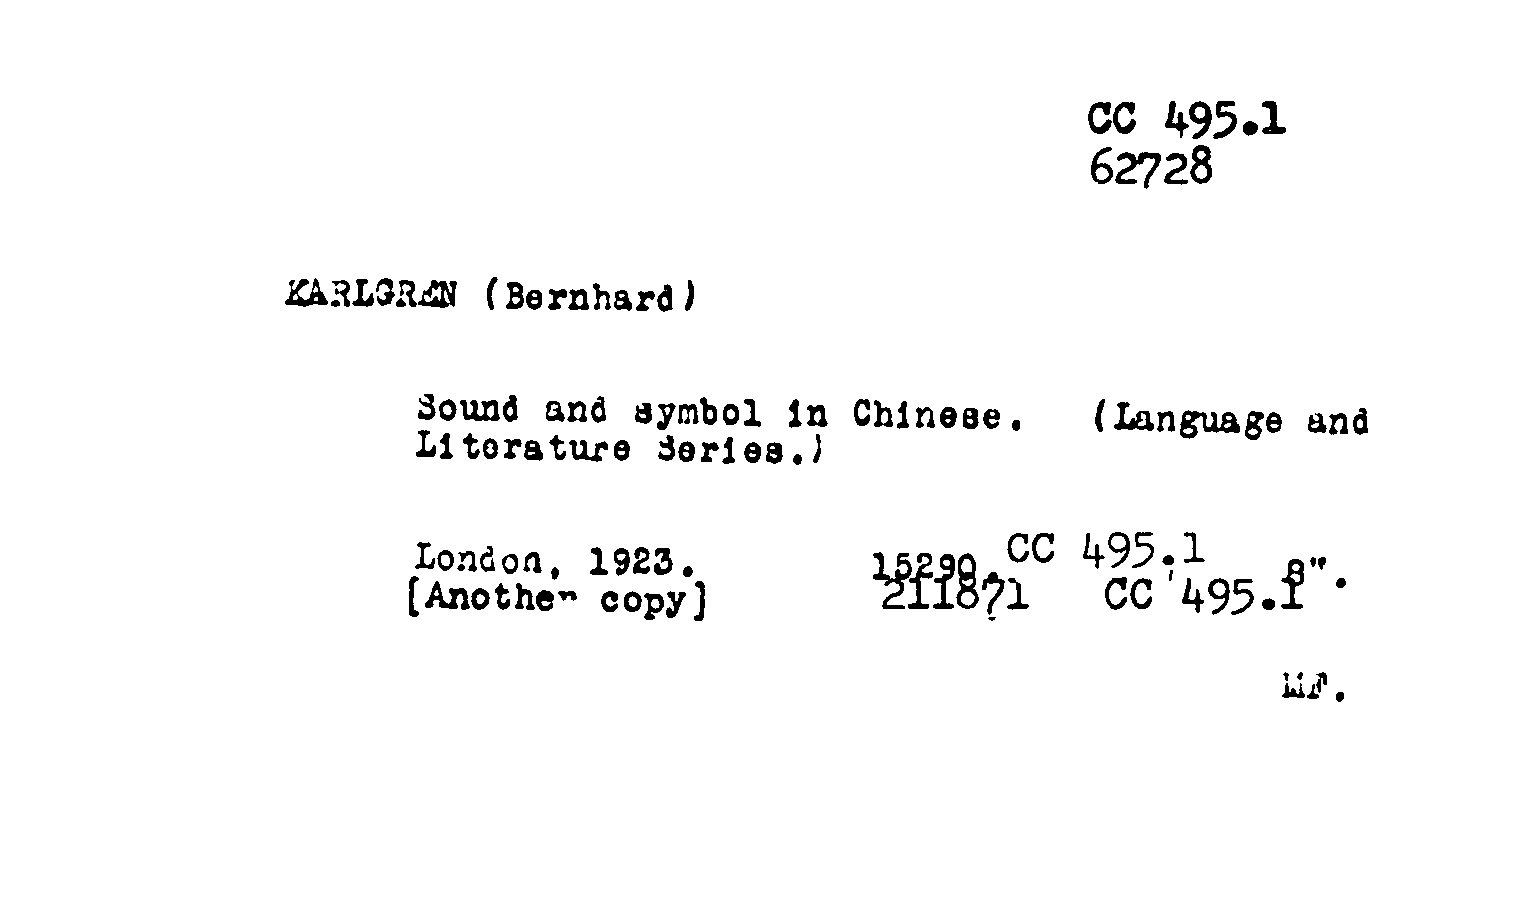 CC 495.1
62728
KARLGREN (Bernhard)
Sound and symbol in Chinese. (Language and
Literature Series.)
London, 1923. 15290. CC 495.1 8".
[Another copy] 211871 CC 495.1
WF.